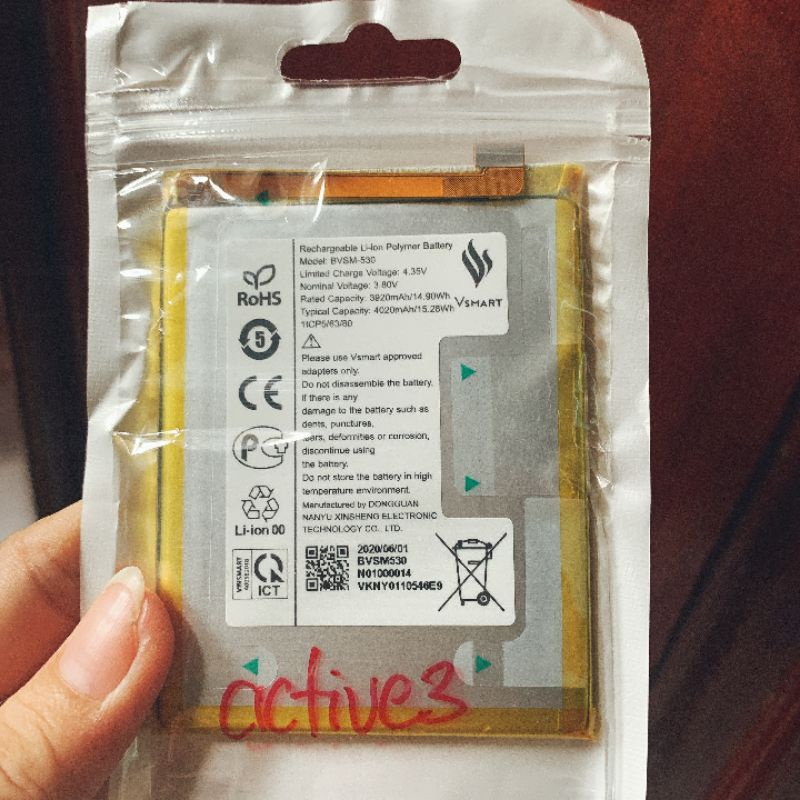 Rechargeable Li-Ion Polymer Battery
Model: BVSM-530
Limited Charge Voltage: 4.35V
Nominal Voltage: 3.80V
Rated Capacity: 3920mAh/14.90Wh
Typical Capacity: 4020mAh/15.28Wh
1ICP5/63/80
VSMART
RoHS
5
CE
Please use Vsmart approved
adapters only.
Do not disassemble the battery.
if there is any
damage to the battery such as
dents, punctures,
deformities or corrosion,
discontinue using
the battery.
Do not store the battery in high
temperature environment.
Manufactured by DONGGUAN
NANYU XINSHENG ELECTRONIC
TECHNOLOGY CO., LTD.
Li-ion 00
VINSMART
ICT
2020/06/01
BVSM530
N01000014
VKNY0110546E9
active3